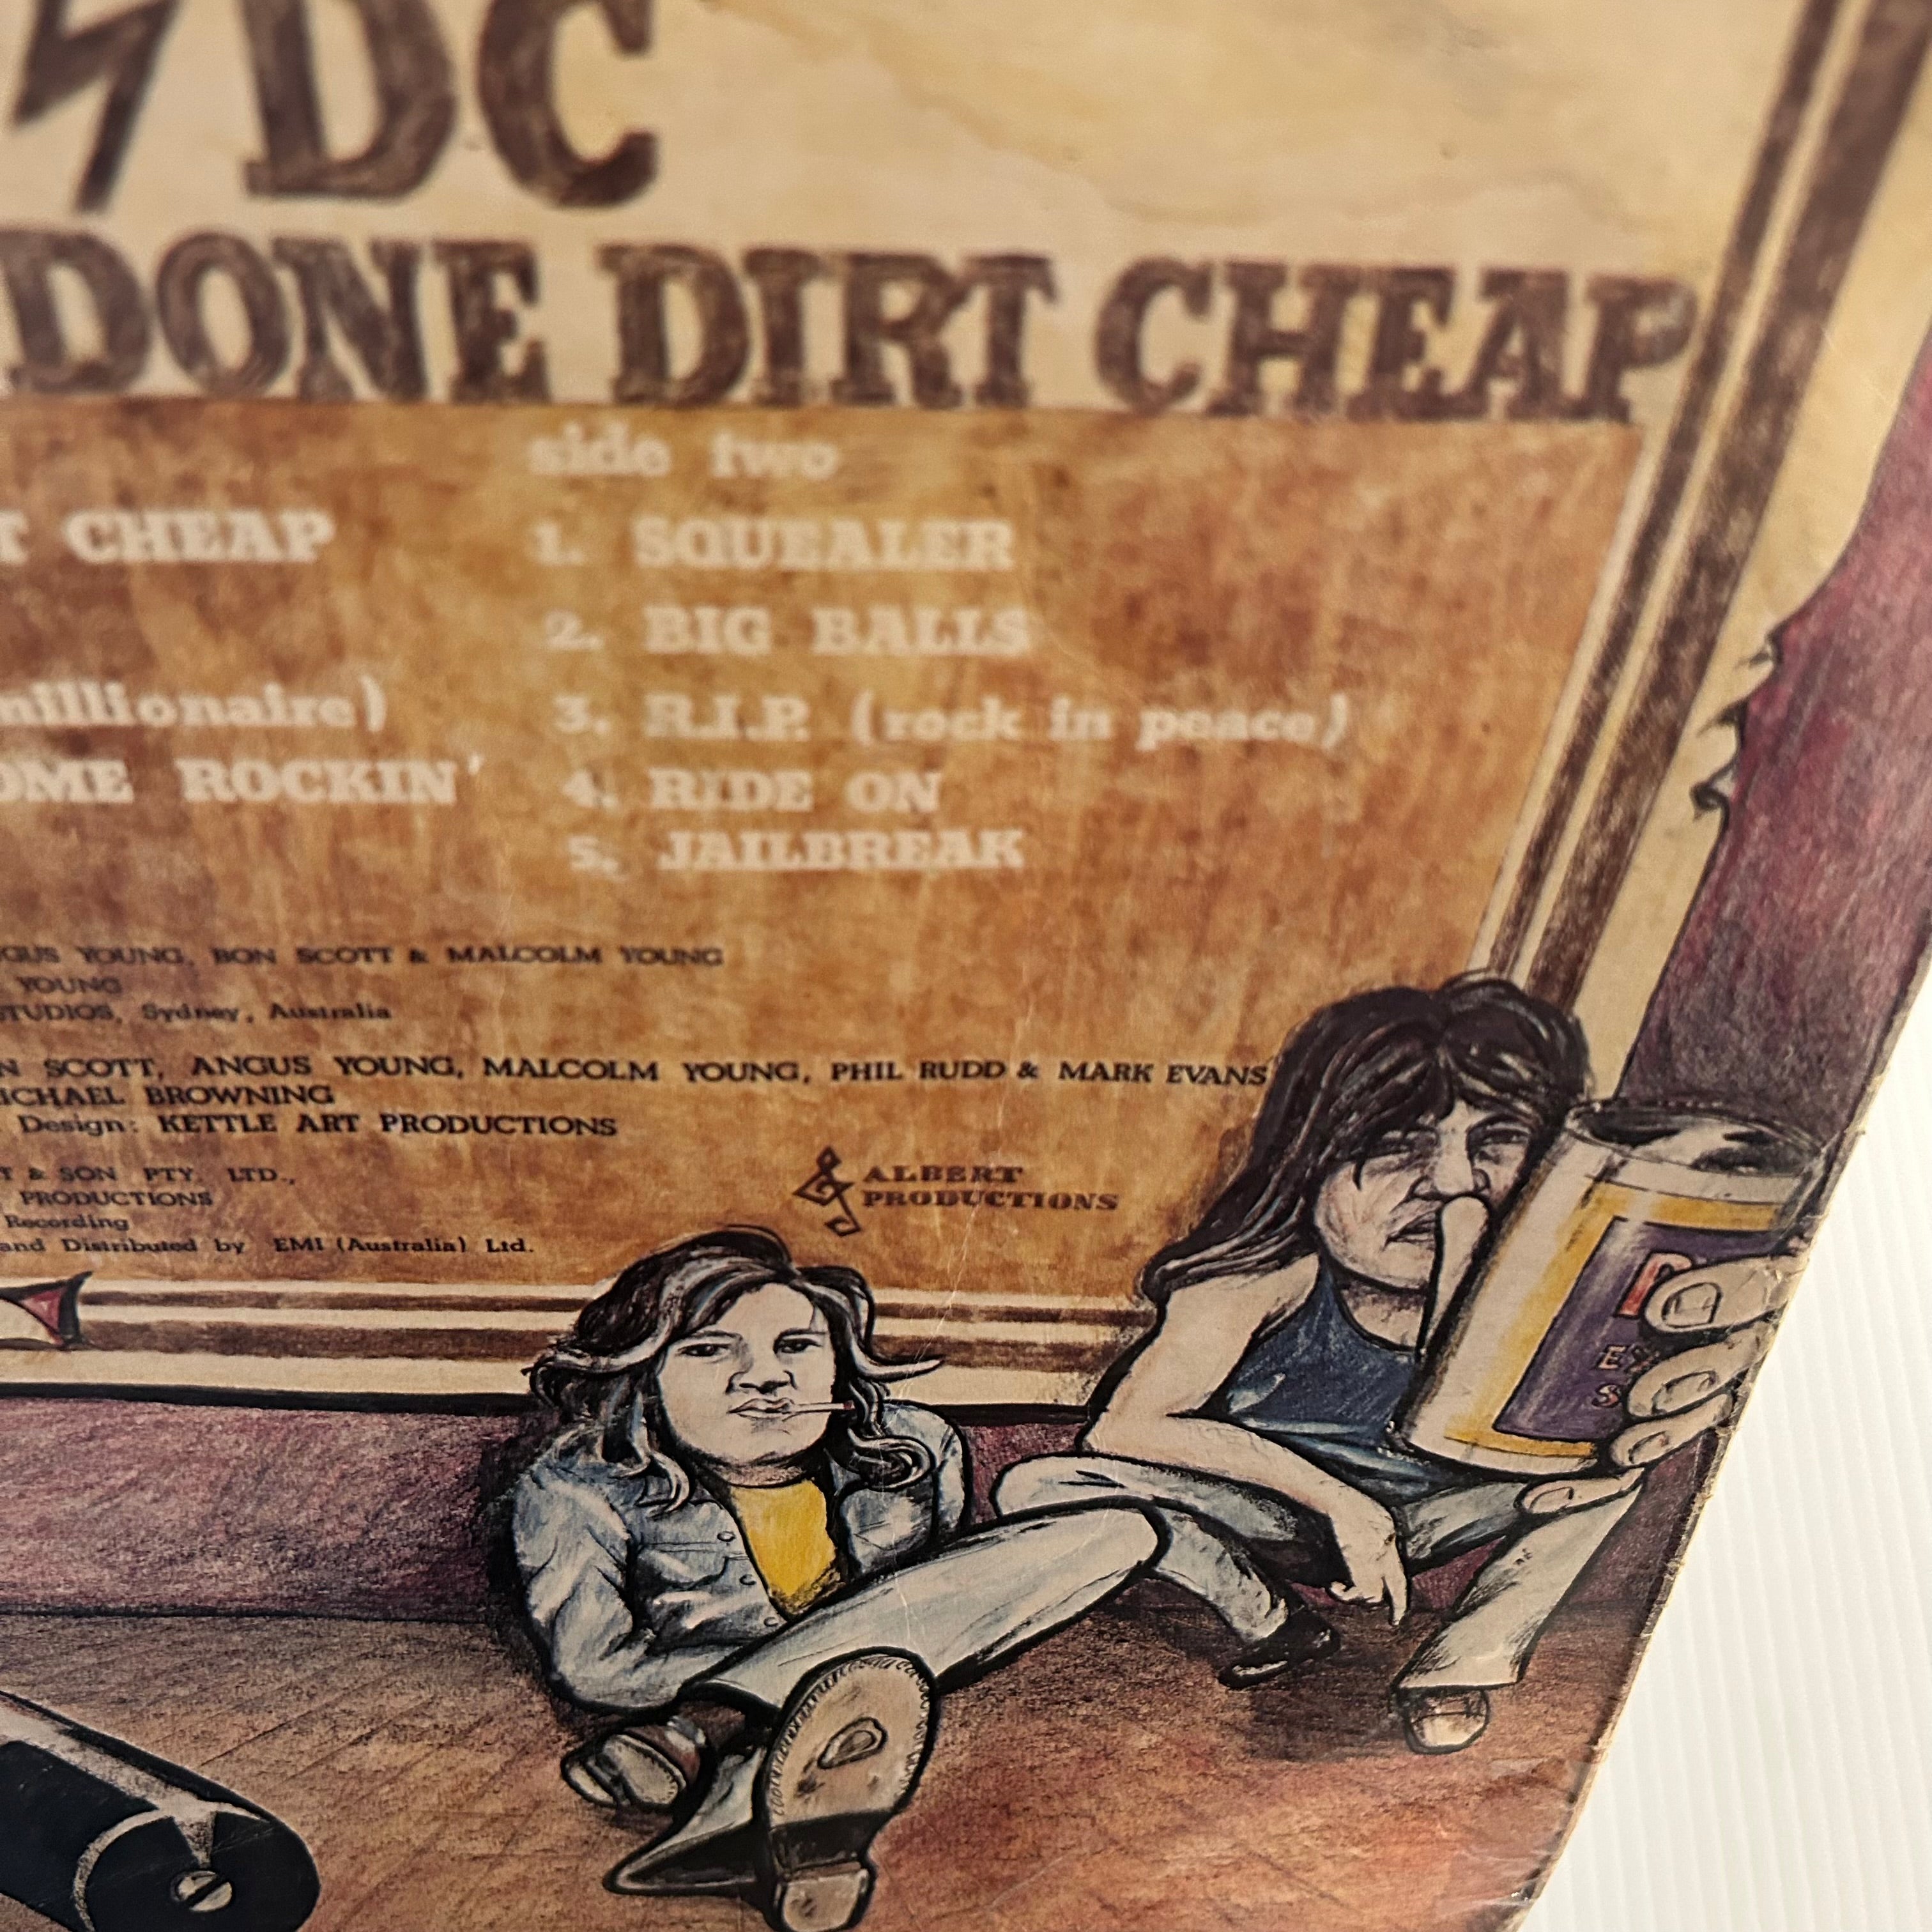 DC
DONE DIRT CHEAP
side two
T CHEAP
1. SQUEALER
2. BIG BALLS
millionaire)
3. R.I.P. (rock in peace)
OME ROCKIN'
4. RIDE ON
5. JAILBREAK
GUS YOUNG, BON SCOTT & MALCOLM YOUNG
YOUNG
STUDIOS, Sydney, Australia
N SCOTT, ANGUS YOUNG, MALCOLM YOUNG, PHIL RUDD & MARK EVANS
ICHAEL BROWNING
Design: KETTLE ART PRODUCTIONS
T & SON PTY. LTD.,
PRODUCTIONS
Recording
and Distributed by EMI (Australia) Ltd.
ALBERT
PRODUCTIONS